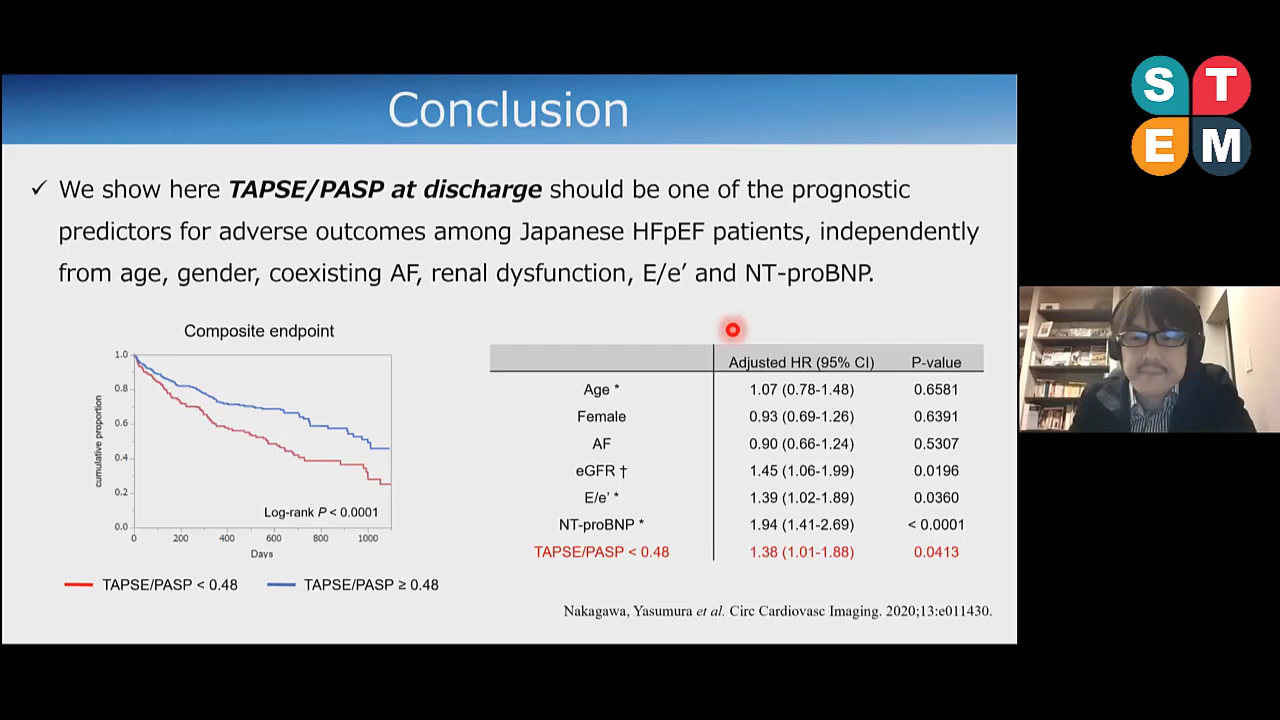 Conclusion
✓ We show here TAPSE/PASP at discharge should be one of the prognostic
predictors for adverse outcomes among Japanese HFpEF patients, independently
from age, gender, coexisting AF, renal dysfunction, E/e’ and NT-proBNP.
Composite endpoint
1.0
0.8
0.6
0.4
0.2
0.0
cumulative proportion
Log-rank P < 0.0001
0 200 400 600 800 1000
Days
TAPSE/PASP < 0.48 TAPSE/PASP ≥ 0.48
Adjusted HR (95% CI) P-value
Age * 1.07 (0.78-1.48) 0.6581
Female 0.93 (0.69-1.26) 0.6391
AF 0.90 (0.66-1.24) 0.5307
eGFR † 1.45 (1.06-1.99) 0.0196
E/e’ * 1.39 (1.02-1.89) 0.0360
NT-proBNP * 1.94 (1.41-2.69) < 0.0001
TAPSE/PASP < 0.48 1.38 (1.01-1.88) 0.0413
Nakagawa, Yasumura et al. Circ Cardiovasc Imaging. 2020;13:e011430.
S T
E M